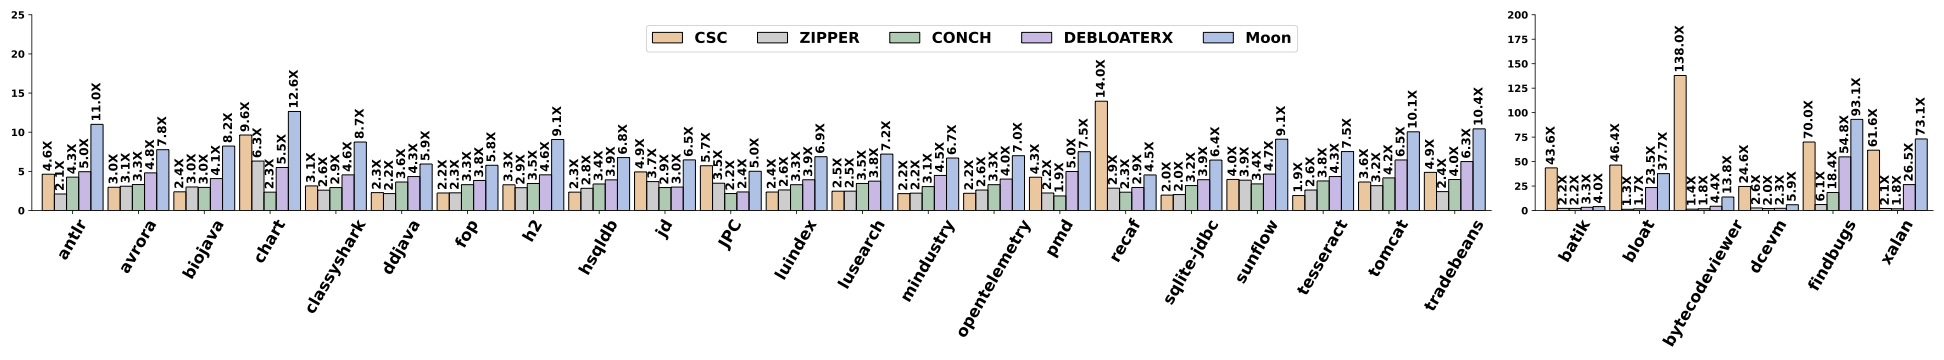 CSC ZIPPER CONCH DEBLOATERX Moon
25
20
15
10
5
0
4.6X 2.1X 4.3X 5.0X 11.0X
3.0X 3.1X 3.3X 4.8X 7.8X
2.4X 3.0X 3.0X 4.1X 8.2X
9.6X 6.3X 2.3X 5.5X 12.6X
3.1X 2.6X 2.9X 4.6X 8.7X
2.3X 2.2X 3.6X 4.3X 5.9X
2.2X 2.3X 3.3X 3.8X 5.8X
3.3X 2.9X 3.5X 4.6X 9.1X
2.3X 2.8X 3.4X 3.9X 6.8X
4.9X 3.7X 2.9X 3.0X 6.5X
5.7X 3.5X 2.2X 2.4X 5.0X
2.4X 2.6X 3.3X 3.9X 6.9X
2.5X 2.5X 3.5X 3.8X 7.2X
2.2X 2.2X 3.1X 4.5X 6.7X
2.2X 2.6X 3.3X 4.0X 7.0X
4.3X 2.2X 1.9X 5.0X 7.5X
14.0X 2.9X 2.3X 2.9X 4.5X
2.0X 2.0X 3.2X 3.9X 6.4X
4.0X 3.9X 3.4X 4.7X 9.1X
1.9X 2.6X 3.8X 4.3X 7.5X
3.6X 3.2X 4.2X 6.5X 10.1X
4.9X 2.4X 4.0X 6.3X 10.4X
antlr avrora biojava chart classyshark ddjava fop h2 hsqldb jd JPC luindex lusearch mindustry opentelemetry pmd recaf sqlite-jdbc sunflow tesseract tomcat tradebeans
200
175
150
125
100
75
50
25
0
43.6X 2.2X 2.2X 3.3X 4.0X
46.4X 1.3X 1.7X 23.5X 37.7X
138.0X 1.4X 1.8X 4.4X 13.8X
24.6X 2.6X 2.0X 2.3X 5.9X
70.0X 6.1X 18.4X 54.8X 93.1X
61.6X 2.1X 1.8X 26.5X 73.1X
batik bloat bytecodeviewer dcevm findbugs xalan